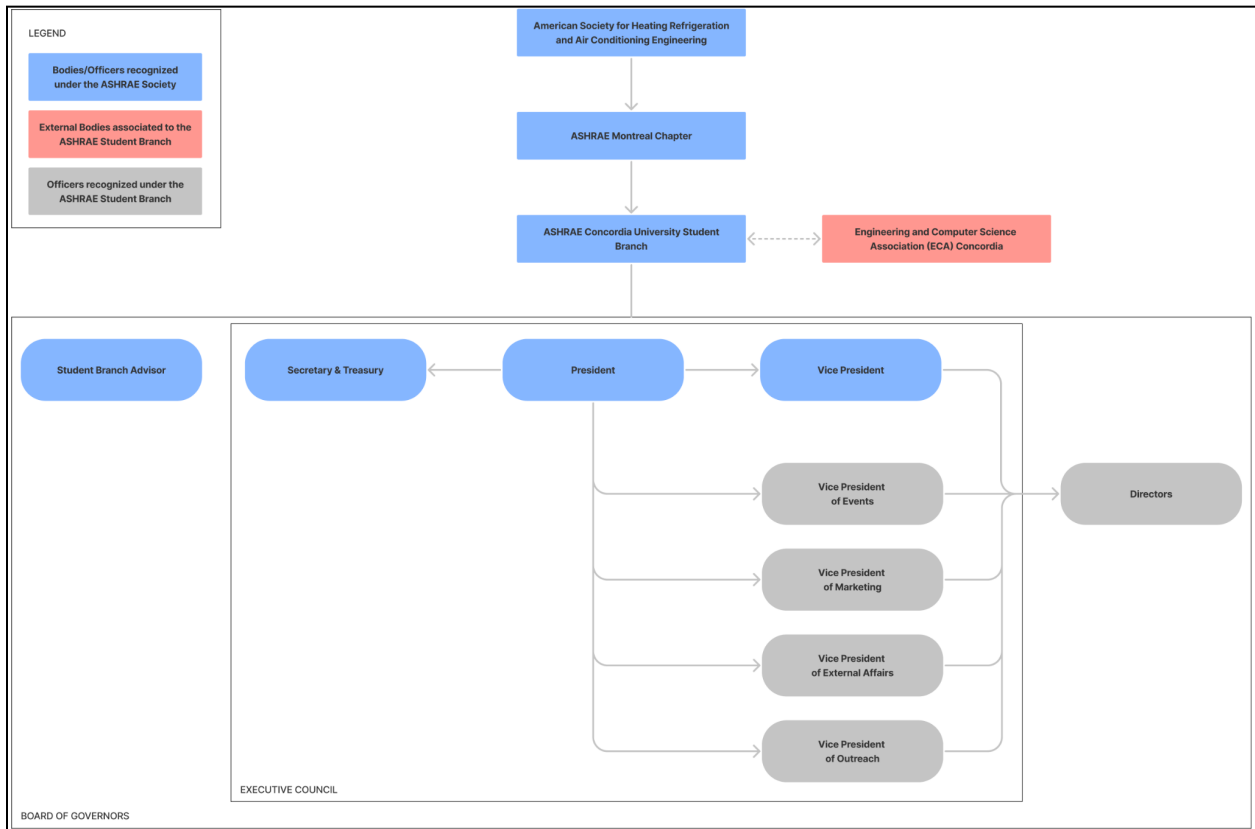 LEGEND
Bodies/Officers recognized
under the ASHRAE Society
External Bodies associated to the
ASHRAE Student Branch
Officers recognized under the
ASHRAE Student Branch
American Society for Heating Refrigeration
and Air Conditioning Engineering
ASHRAE Montreal Chapter
ASHRAE Concordia University Student
Branch
Engineering and Computer Science
Association (ECA) Concordia
Student Branch Advisor
Secretary & Treasury
President
Vice President
Vice President
of Events
Directors
Vice President
of Marketing
Vice President
of External Affairs
Vice President
of Outreach
EXECUTIVE COUNCIL
BOARD OF GOVERNORS